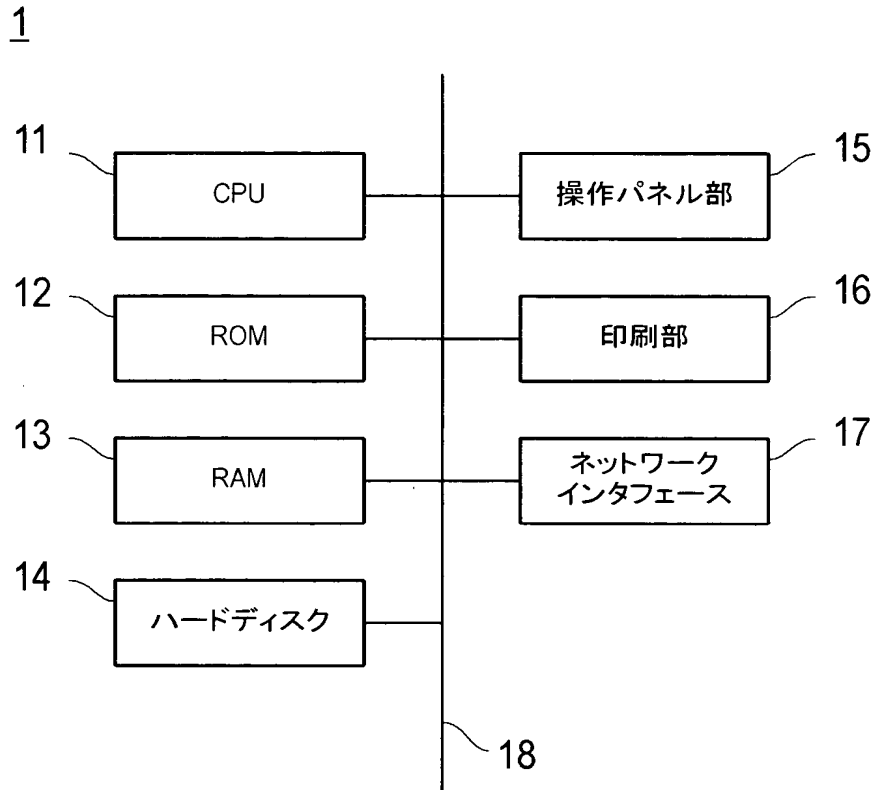 1
11
CPU
15
操作パネル部
12
ROM
16
印刷部
13
RAM
17
ネットワーク
インタフェース
14
ハードディスク
18